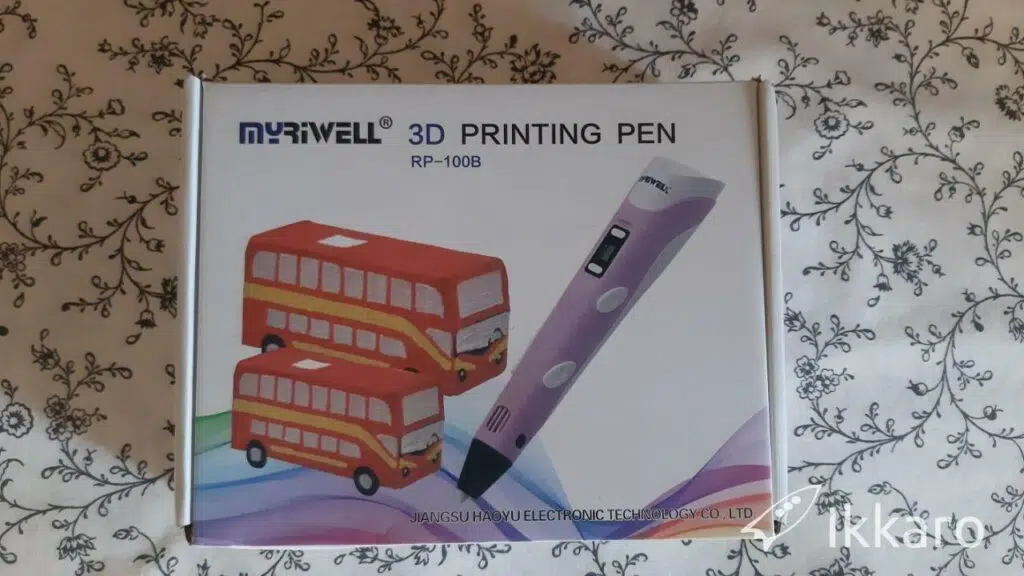 MYRIWELL® 3D PRINTING PEN
RP-100B
MYRIWELL
JIANGSU HAOYU ELECTRONIC TECHNOLOGY CO., LTD.
Ikkaro